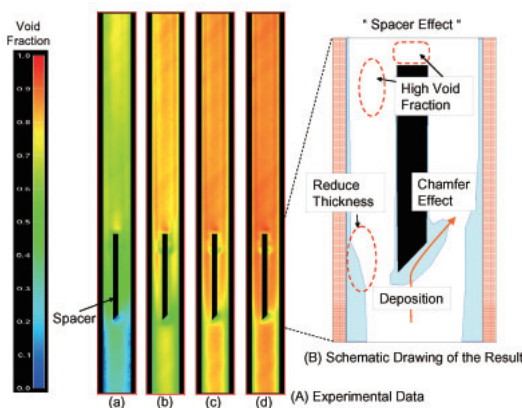 Void
Fraction
1.0
0.9
0.8
0.7
0.6
0.5
0.4
0.3
0.2
0.1
0.0
Spacer
(a)
(b)
(c)
(d)
(A) Experimental Data
" Spacer Effect "
High Void
Fraction
Reduce
Thickness
Chamfer
Effect
Deposition
(B) Schematic Drawing of the Result